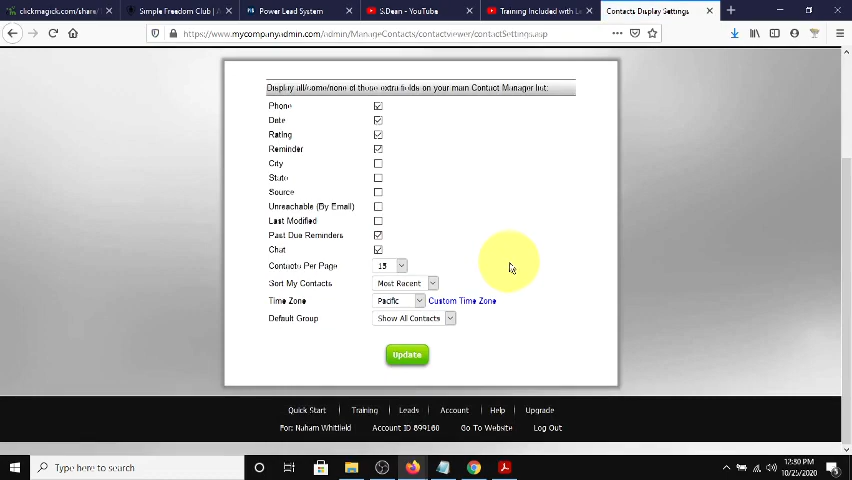 clickmagick.com/share/
Simple Freedom Club | A
Power Lead System
S.Dean - YouTube
Training Included with L
Contacts Display Settings
https://www.mycompanyadmin.com/admin/ManageContacts/contactviewer/contactSettings.asp
Display all/some/none of these extra fields on your main Contact Manager list:
Phone
Date
Rating
Reminder
City
State
Source
Unreachable (By Email)
Last Modified
Past Due Reminders
Chat
Contacts Per Page 15
Sort My Contacts Most Recent
Time Zone Pacific Custom Time Zone
Default Group Show All Contacts
Update
Quick Start | Training | Leads | Account | Help | Upgrade
For: Naham Whitfield Account ID 899160 Go To Website Log Out
Type here to search
12:30 PM
10/25/2020